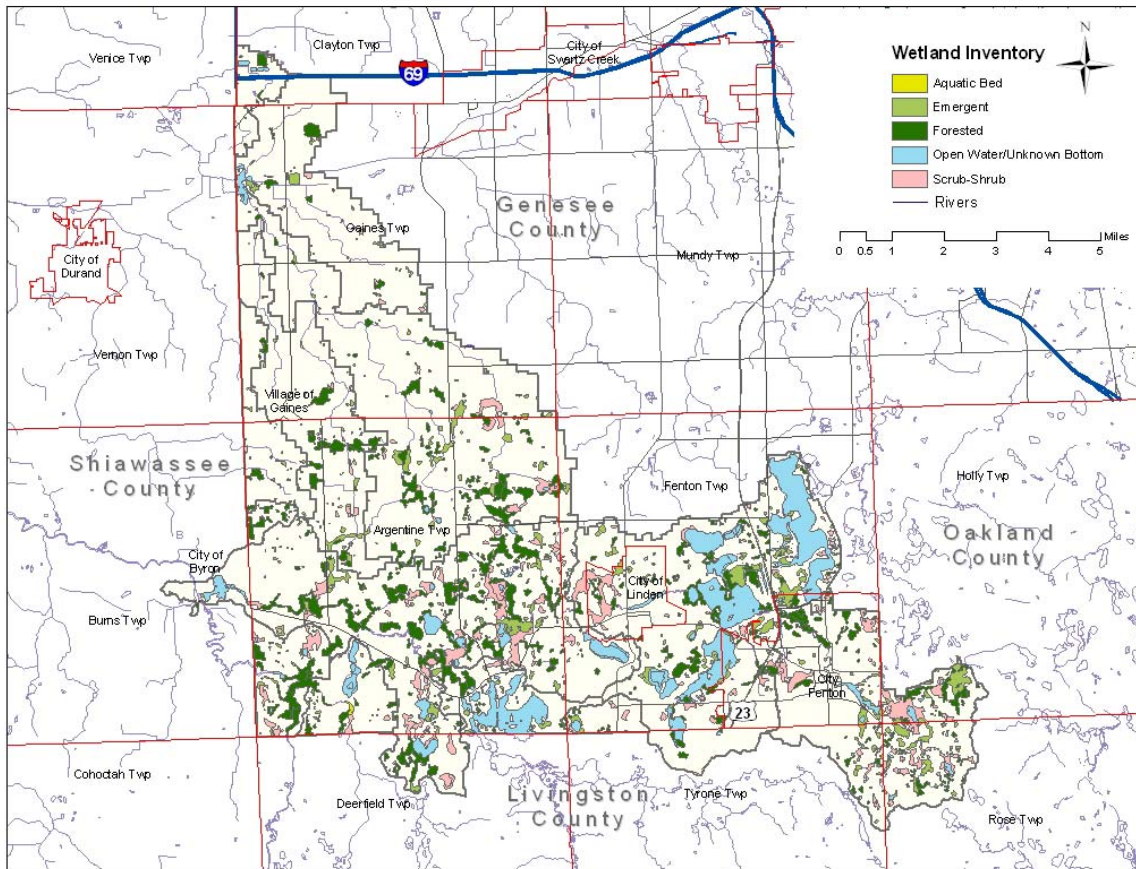 Venice Twp
Clayton Twp
City of
Swartz Creek
69
N
Wetland Inventory
Aquatic Bed
Emergent
Forested
Open Water/Unknown Bottom
Scrub-Shrub
Rivers
0 0.5 1 2 3 4 5 Miles
City of
Durand
Genesee
County
Gaines Twp
Mundy Twp
Vernon Twp
Village of
Gaines
Shiawassee
County
Fenton Twp
Holly Twp
Argentine Twp
Oakland
County
City of
Byron
City of
Linden
Burns Twp
City
Fenton
23
Cohoctah Twp
Deerfield Twp
Livingston
County
Tyrone Twp
Rose Twp